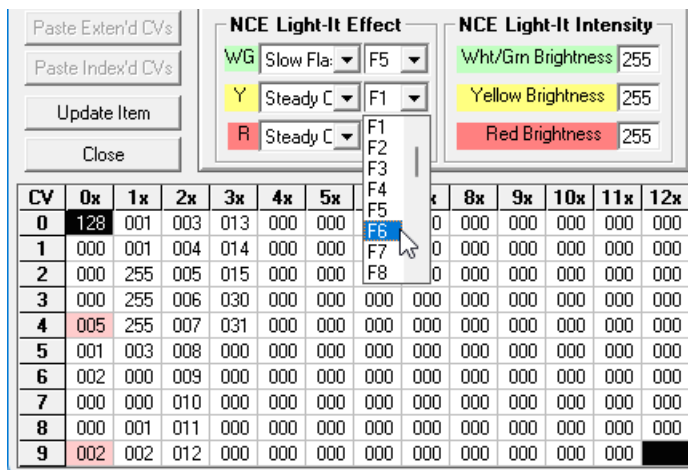 Paste Exten'd CVs
Paste Index'd CVs
Update Item
Close
NCE Light-It Effect
WG Slow Fla: F5
Y Steady C F1
R Steady C
F1
F2
F3
F4
F5
F6
F7
F8
NCE Light-It Intensity
Wht/Grn Brightness 255
Yellow Brightness 255
Red Brightness 255
CV 0x 1x 2x 3x 4x 5x 8x 9x 10x 11x 12x
0 128 001 003 013 000 000 000 000 000 000 000
1 000 001 004 014 000 000 000 000 000 000 000
2 000 255 005 015 000 000 000 000 000 000 000
3 000 255 006 030 000 000 000 000 000 000 000 000 000
4 005 255 007 031 000 000 000 000 000 000 000 000 000
5 001 003 008 000 000 000 000 000 000 000 000 000 000
6 002 000 009 000 000 000 000 000 000 000 000 000 000
7 000 000 010 000 000 000 000 000 000 000 000 000 000
8 000 001 011 000 000 000 000 000 000 000 000 000 000
9 002 002 012 000 000 000 000 000 000 000 000 000